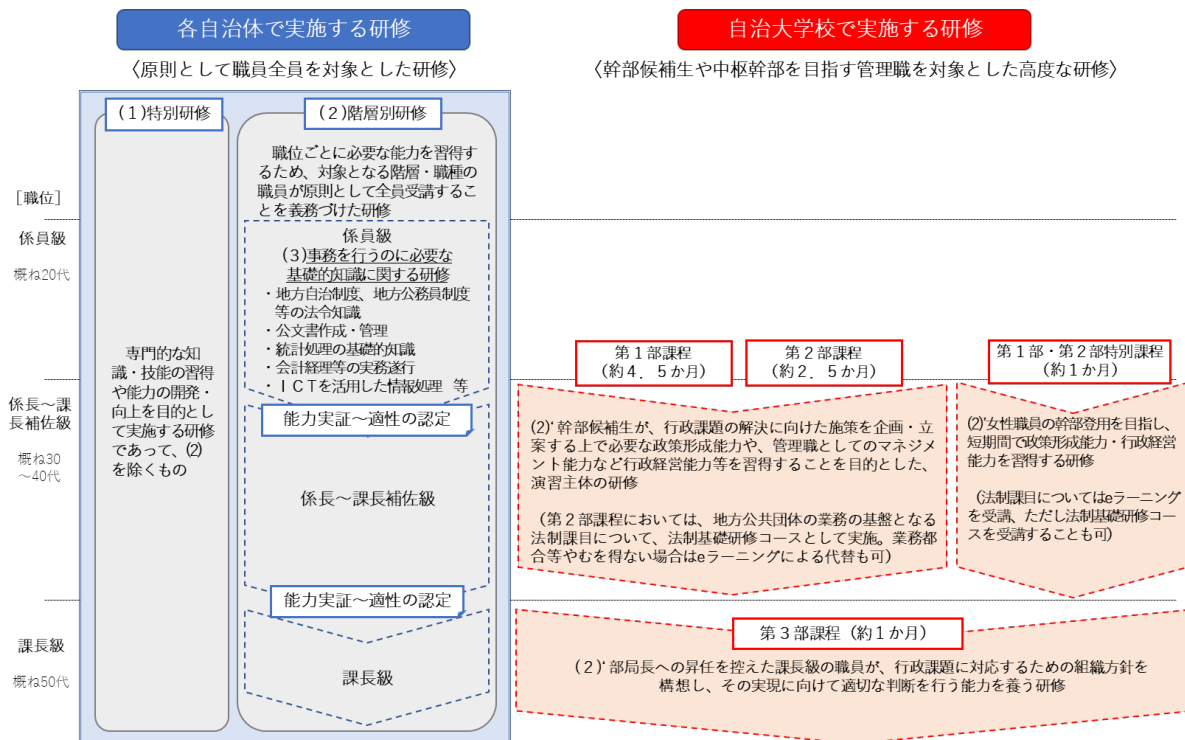 各自治体で実施する研修
〈原則として職員全員を対象とした研修〉
自治大学校で実施する研修
〈幹部候補生や中枢幹部を目指す管理職を対象とした高度な研修〉
［職位］
係員級
概ね20代
係長～課
長補佐級
概ね30
～40代
課長級
概ね50代
(１)特別研修
専門的な知
識・技能の習得
や能力の開発・
向上を目的とし
て実施する研修
であって、(2)
を除くもの
(２)階層別研修
職位ごとに必要な能力を習得す
るため、対象となる階層・職種の
職員が原則として全員受講するこ
とを義務づけた研修
係員級
(３)事務を行うのに必要な
基礎的知識に関する研修
・地方自治制度、地方公務員制度
等の法令知識
・公文書作成・管理
・統計処理の基礎的知識
・会計経理等の実務遂行
・ＩＣＴを活用した情報処理　等
能力実証～適性の認定
係長～課長補佐級
能力実証～適性の認定
課長級
第１部課程
(約４．５か月)
第２部課程
(約２．５か月)
(2)' 幹部候補生が、行政課題の解決に向けた施策を企画・立
案する上で必要な政策形成能力や、管理職としてのマネジメ
ント能力など行政経営能力等を習得することを目的とした、
演習主体の研修
（第２部課程においては、地方公共団体の業務の基盤となる
法制課目について、法制基礎研修コースとして実施。業務都
合等やむを得ない場合はeラーニングによる代替も可）
第１部・第２部特別課程
(約１か月)
(2)'女性職員の幹部登用を目指し、
短期間で政策形成能力・行政経営
能力を習得する研修
（法制課目についてはeラーニング
を受講、ただし法制基礎研修コー
スを受講することも可）
第３部課程（約１か月）
(２)' 部局長への昇任を控えた課長級の職員が、行政課題に対応するための組織方針を
構想し、その実現に向けて適切な判断を行う能力を養う研修